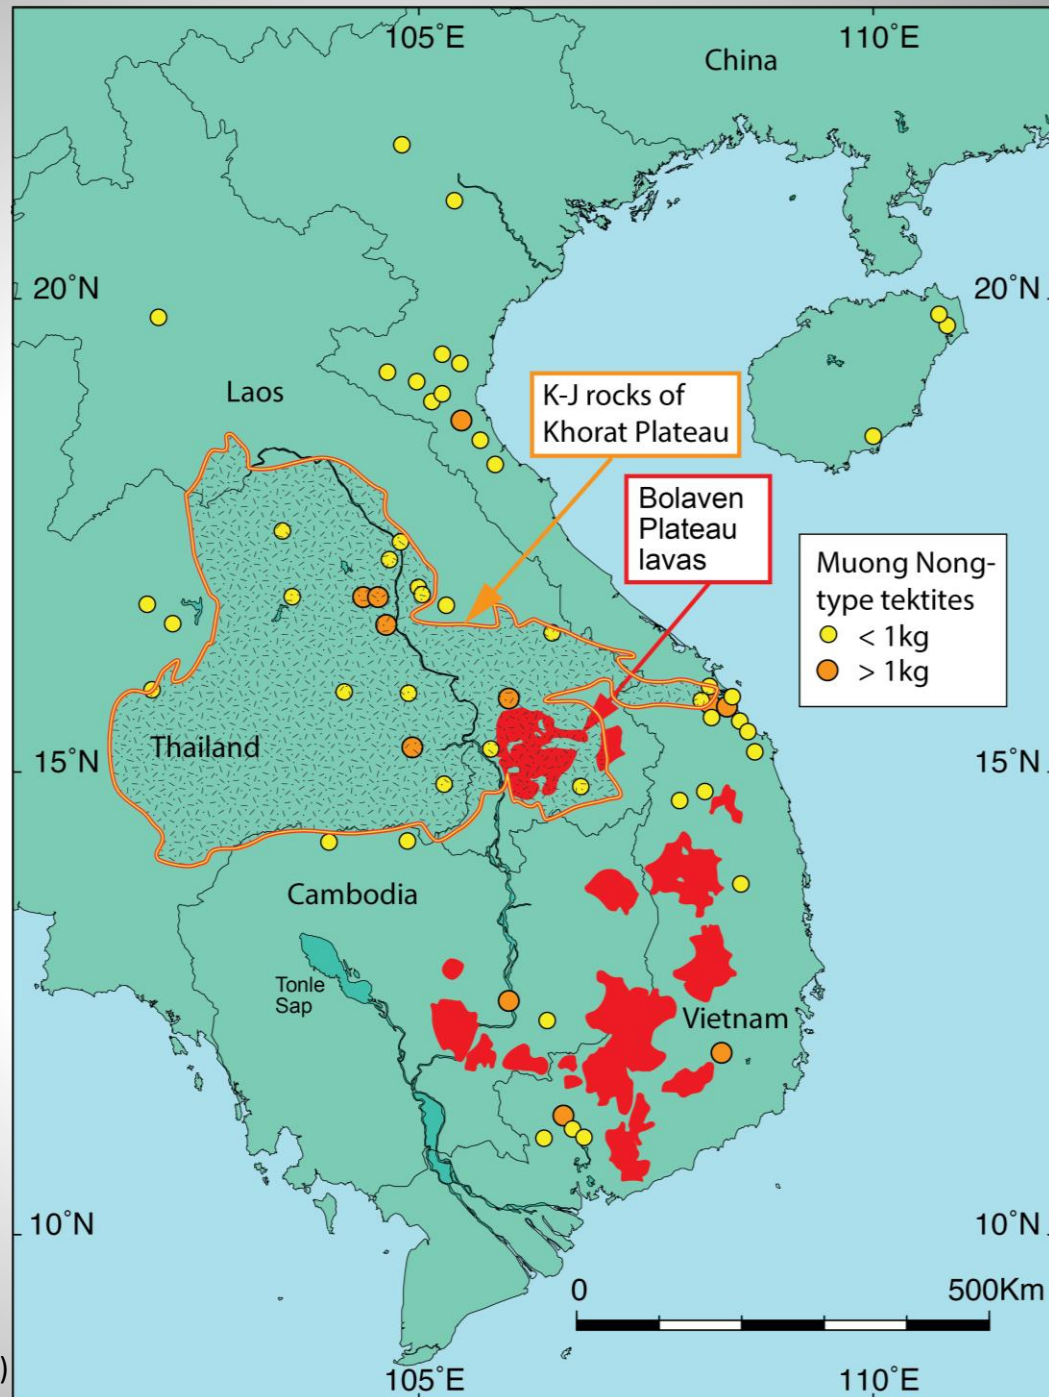 105°E
110°E
China
20°N
20°N
Laos
K-J rocks of
Khorat Plateau
Bolaven
Plateau
lavas
Muong Nong-
type tektites
< 1kg
> 1kg
Thailand
15°N
15°N
Cambodia
Tonle
Sap
Vietnam
10°N
10°N
0
500Km
)
105°E
110°E